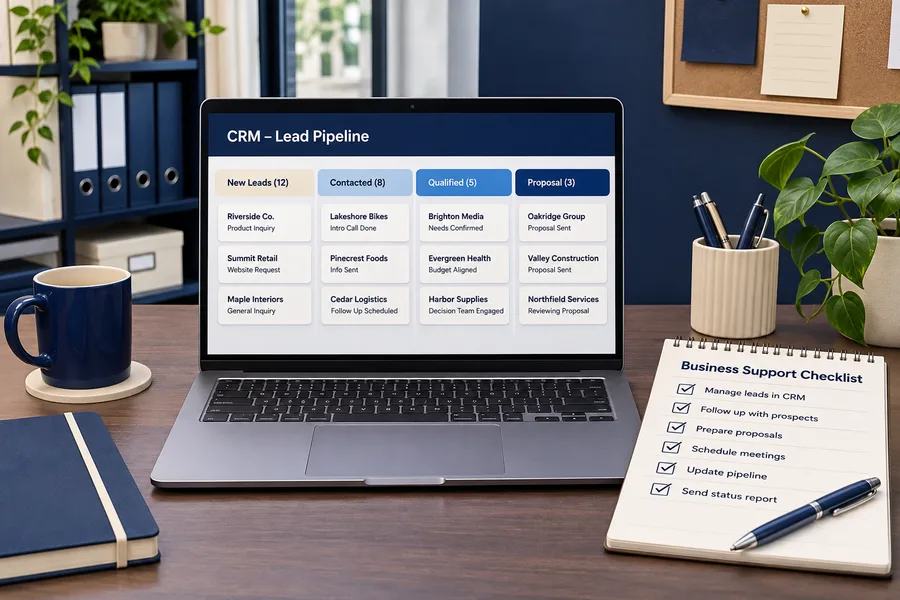 CRM – Lead Pipeline
New Leads (12)
Riverside Co.
Product Inquiry
Summit Retail
Website Request
Maple Interiors
General Inquiry
Contacted (8)
Lakeshore Bikes
Intro Call Done
Pinecrest Foods
Info Sent
Cedar Logistics
Follow Up Scheduled
Qualified (5)
Brighton Media
Needs Confirmed
Evergreen Health
Budget Aligned
Harbor Supplies
Decision Team Engaged
Proposal (3)
Oakridge Group
Proposal Sent
Valley Construction
Proposal Sent
Northfield Services
Reviewing Proposal
Business Support Checklist
Manage leads in CRM
Follow up with prospects
Prepare proposals
Schedule meetings
Update pipeline
Send status report